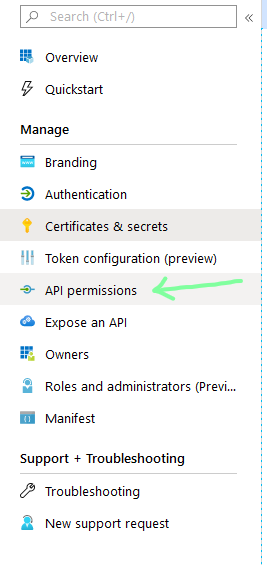 Search (Ctrl+/)
Overview
Quickstart
Manage
Branding
Authentication
Certificates & secrets
Token configuration (preview)
API permissions
Expose an API
Owners
Roles and administrators (Previ...
Manifest
Support + Troubleshooting
Troubleshooting
New support request